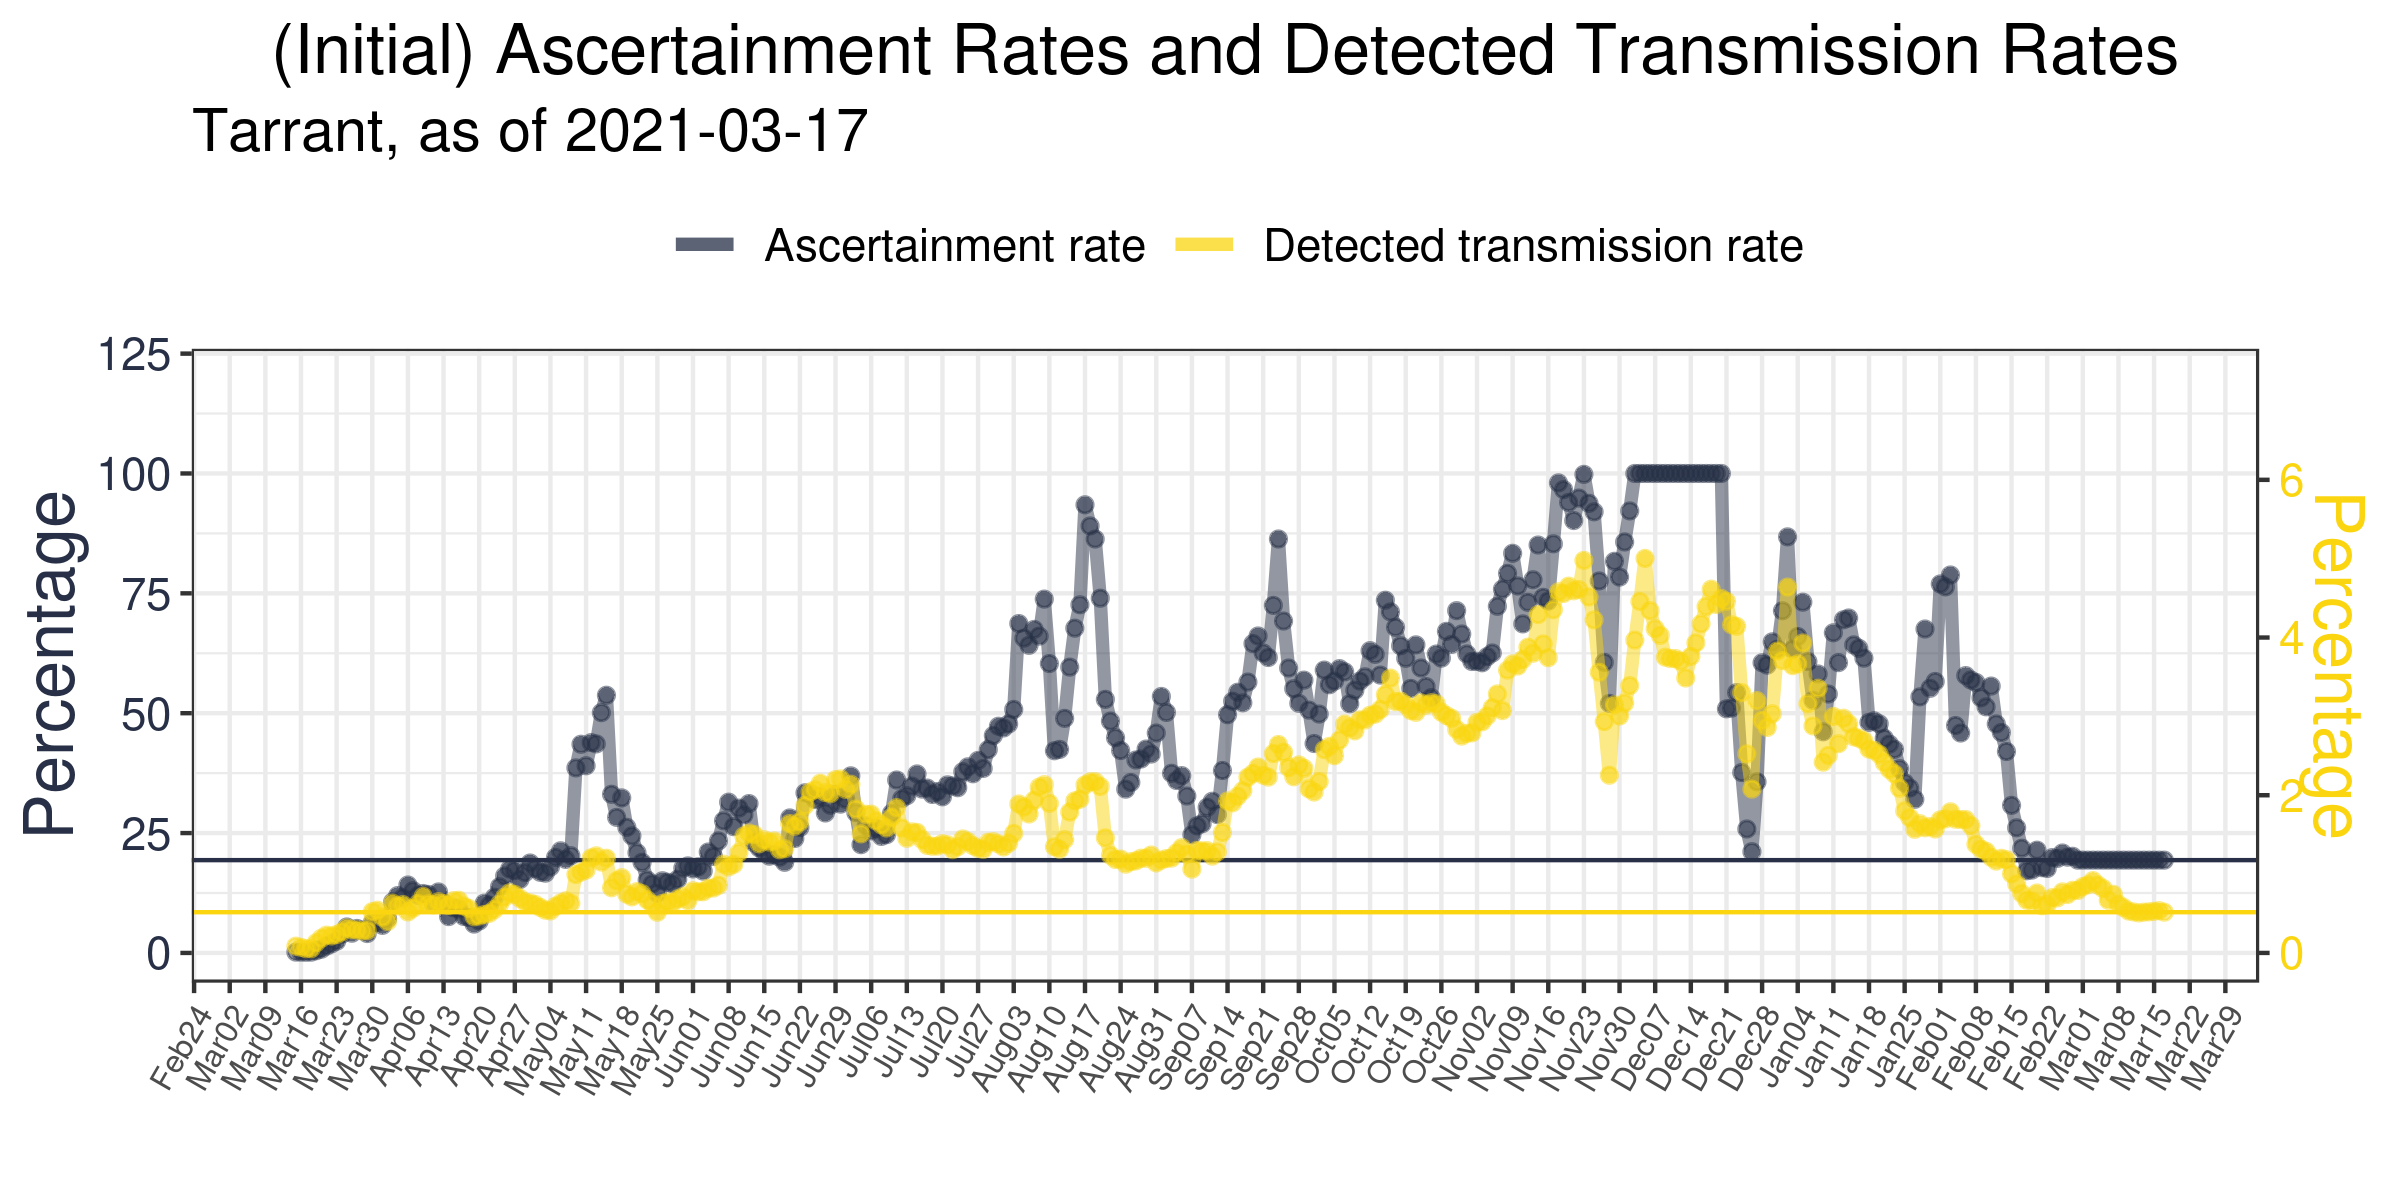 (Initial) Ascertainment Rates and Detected Transmission Rates
Tarrant, as of 2021-03-17
Ascertainment rate
Detected transmission rate
Percentage
125
100
75
50
25
0
6
4
2
0
Percentage
Feb24
Mar02
Mar09
Mar16
Mar23
Mar30
Apr06
Apr13
Apr20
Apr27
May04
May11
May18
May25
Jun01
Jun08
Jun15
Jun22
Jun29
Jul06
Jul13
Jul20
Jul27
Aug03
Aug10
Aug17
Aug24
Aug31
Sep07
Sep14
Sep21
Sep28
Oct05
Oct12
Oct19
Oct26
Nov02
Nov09
Nov16
Nov23
Nov30
Dec07
Dec14
Dec21
Dec28
Jan04
Jan11
Jan18
Jan25
Feb01
Feb08
Feb15
Feb22
Mar01
Mar08
Mar15
Mar22
Mar29